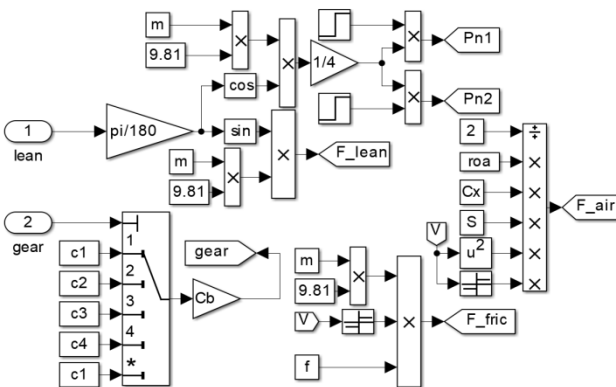 m
9.81
1/4
Pn1
cos
Pn2
1
lean
pi/180
sin
F_lean
m
9.81
2
roa
Cx
S
V
u²
F_air
2
gear
1
2
3
4
*
c1
c2
c3
c4
c1
Cb
gear
m
9.81
V
f
F_fric